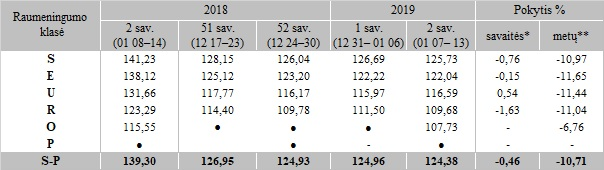 Raumeningumo klasė 2018 2019 Pokytis %
2 sav. (01 08–14) 51 sav. (12 17–23) 52 sav. (12 24–30) 1 sav. (12 31– 01 06) 2 sav. (01 07– 13) savaitės* metų**
S 141,23 128,15 126,04 126,69 125,73 -0,76 -10,97
E 138,12 125,12 123,20 122,22 122,04 -0,15 -11,65
U 131,66 117,77 116,17 115,97 116,59 0,54 -11,44
R 123,29 114,40 109,78 111,50 109,68 -1,63 -11,04
O 115,55 ● ● ● 107,73 - -6,76
P ● ● - ● - -
S-P 139,30 126,95 124,93 124,96 124,38 -0,46 -10,71